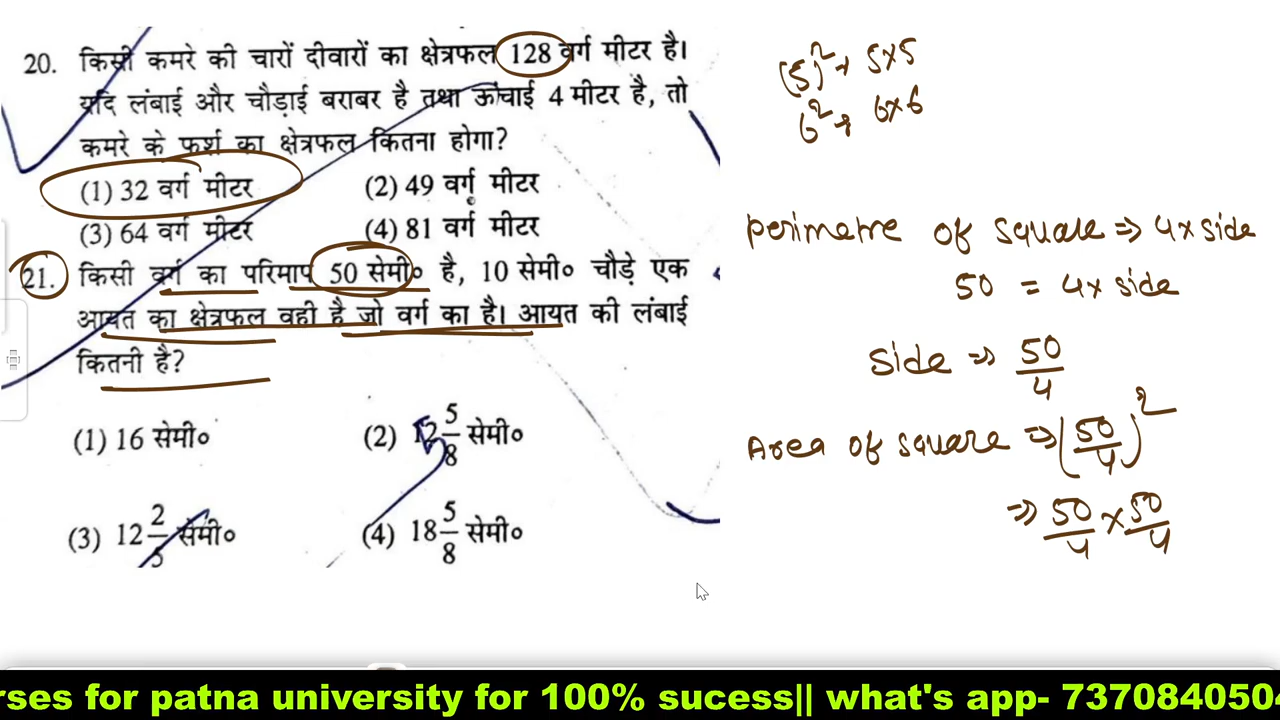 20. किसी कमरे की चारों दीवारों का क्षेत्रफल 128 वर्ग मीटर है।
यदि लंबाई और चौड़ाई बराबर है तथा ऊंचाई 4 मीटर है, तो
कमरे के फर्श का क्षेत्रफल कितना होगा?
(1) 32 वर्ग मीटर (2) 49 वर्ग मीटर
(3) 64 वर्ग मीटर (4) 81 वर्ग मीटर
21. किसी वर्ग का परिमाप 50 सेमी० है, 10 सेमी० चौड़े एक
आयत का क्षेत्रफल वही है जो वर्ग का है। आयत की लंबाई
कितनी है?
(1) 16 सेमी० (2) 5/8 सेमी०
(3) 12 2/5 सेमी० (4) 18 5/8 सेमी०
(5)² → 5×5
6² → 6×6
perimetre of square ⇒ 4×side
50 = 4×side
Side ⇒ 50/4
Area of square ⇒ (50/4)²
⇒ 50/4 × 50/4
rses for patna university for 100% sucess|| what's app- 737084050